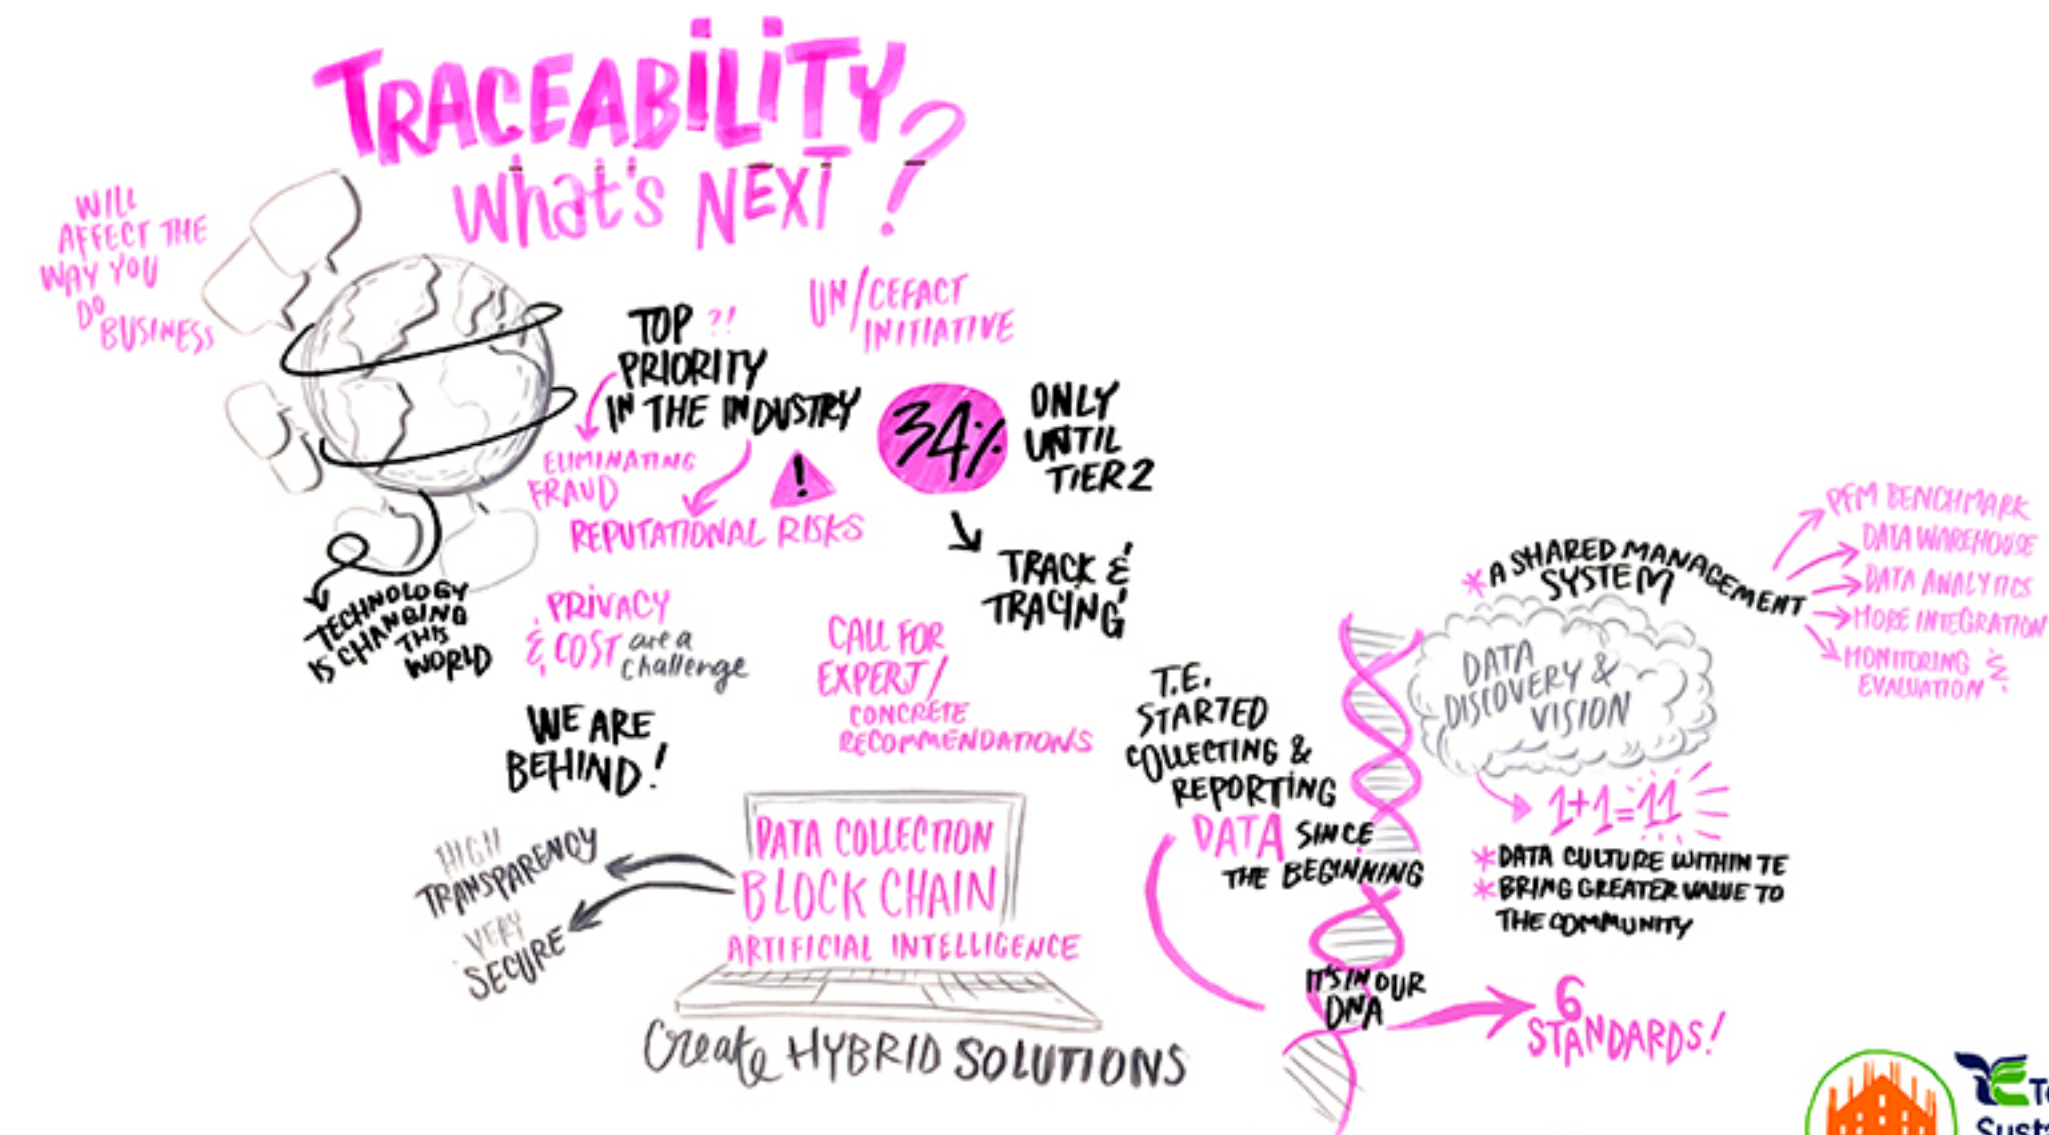 TRACEABILITY
What's NEXT?
WILL
AFFECT THE
WAY YOU
DO
BUSINESS
TECHNOLOGY
IS CHANGING
THIS
WORLD
TOP ?!
PRIORITY
IN THE INDUSTRY
ELIMINATING
FRAUD
!
REPUTATIONAL RISKS
UN/CEFACT
INITIATIVE
34%
ONLY
UNTIL
TIER 2
TRACK &
TRACING
PRIVACY
& COST are a
challenge
WE ARE
BEHIND!
CALL FOR
EXPERT/
CONCRETE
RECOMMENDATIONS
DATA COLLECTION
BLOCK CHAIN
ARTIFICIAL INTELLIGENCE
HIGH
TRANSPARENCY
VERY
SECURE
Create HYBRID SOLUTIONS
T.E.
STARTED
COLLECTING &
REPORTING
DATA SINCE
THE BEGINNING
IT'S IN OUR
DNA
6
STANDARDS!
* A SHARED MANAGEMENT
SYSTEM
PFM BENCHMARK
DATA WAREHOUSE
DATA ANALYTICS
MORE INTEGRATION
MONITORING &
EVALUATION
DATA
DISCOVERY &
VISION
1+1=11
* DATA CULTURE WITHIN TE
* BRING GREATER VALUE TO
THE COMMUNITY
TE